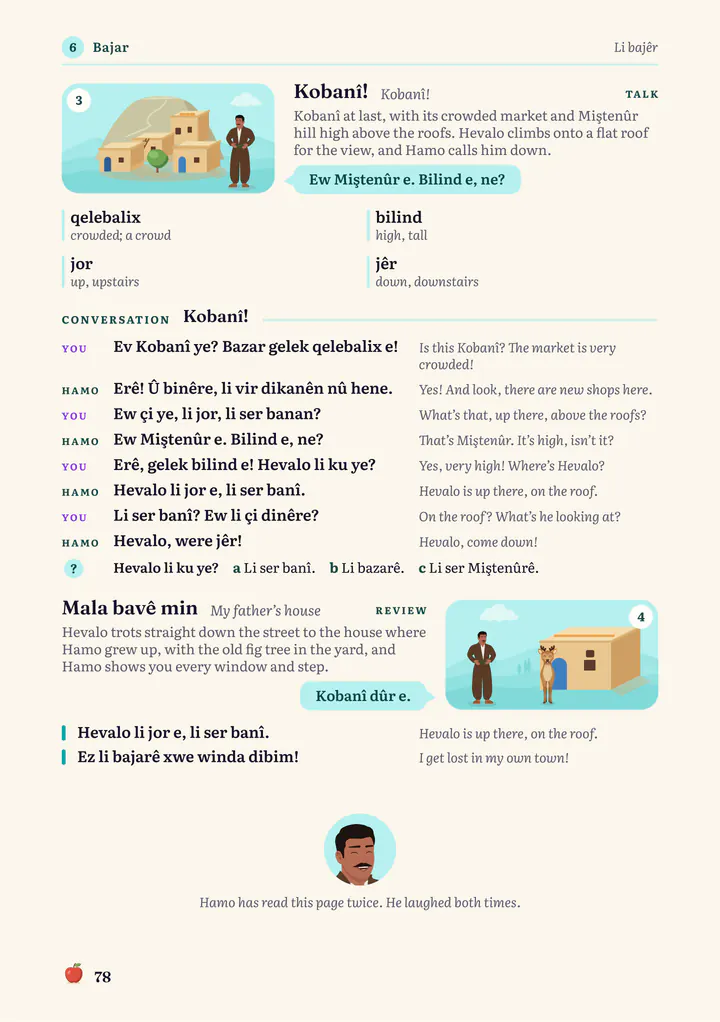 6 Bajar
Li bajêr
3
Kobanî! Kobanî! TALK
Kobanî at last, with its crowded market and Miştenûr
hill high above the roofs. Hevalo climbs onto a flat roof
for the view, and Hamo calls him down.
Ew Miştenûr e. Bilind e, ne?
qelebalix
crowded; a crowd
bilind
high, tall
jor
up, upstairs
jêr
down, downstairs
CONVERSATION Kobanî!
YOU Ev Kobanî ye? Bazar gelek qelebalix e! Is this Kobanî? The market is very
crowded!
HAMO Erê! Û binêre, li vir dikanên nû hene. Yes! And look, there are new shops here.
YOU Ew çi ye, li jor, li ser banan? What's that, up there, above the roofs?
HAMO Ew Miştenûr e. Bilind e, ne? That's Miştenûr. It's high, isn't it?
YOU Erê, gelek bilind e! Hevalo li ku ye? Yes, very high! Where's Hevalo?
HAMO Hevalo li jor e, li ser banî. Hevalo is up there, on the roof.
YOU Li ser banî? Ew li çi dinêre? On the roof? What's he looking at?
HAMO Hevalo, were jêr! Hevalo, come down!
? Hevalo li ku ye? a Li ser banî. b Li bazarê. c Li ser Miştenûrê.
Mala bavê min My father's house REVIEW
Hevalo trots straight down the street to the house where
Hamo grew up, with the old fig tree in the yard, and
Hamo shows you every window and step.
Kobanî dûr e.
4
Hevalo li jor e, li ser banî. Hevalo is up there, on the roof.
Ez li bajarê xwe winda dibim! I get lost in my own town!
Hamo has read this page twice. He laughed both times.
78